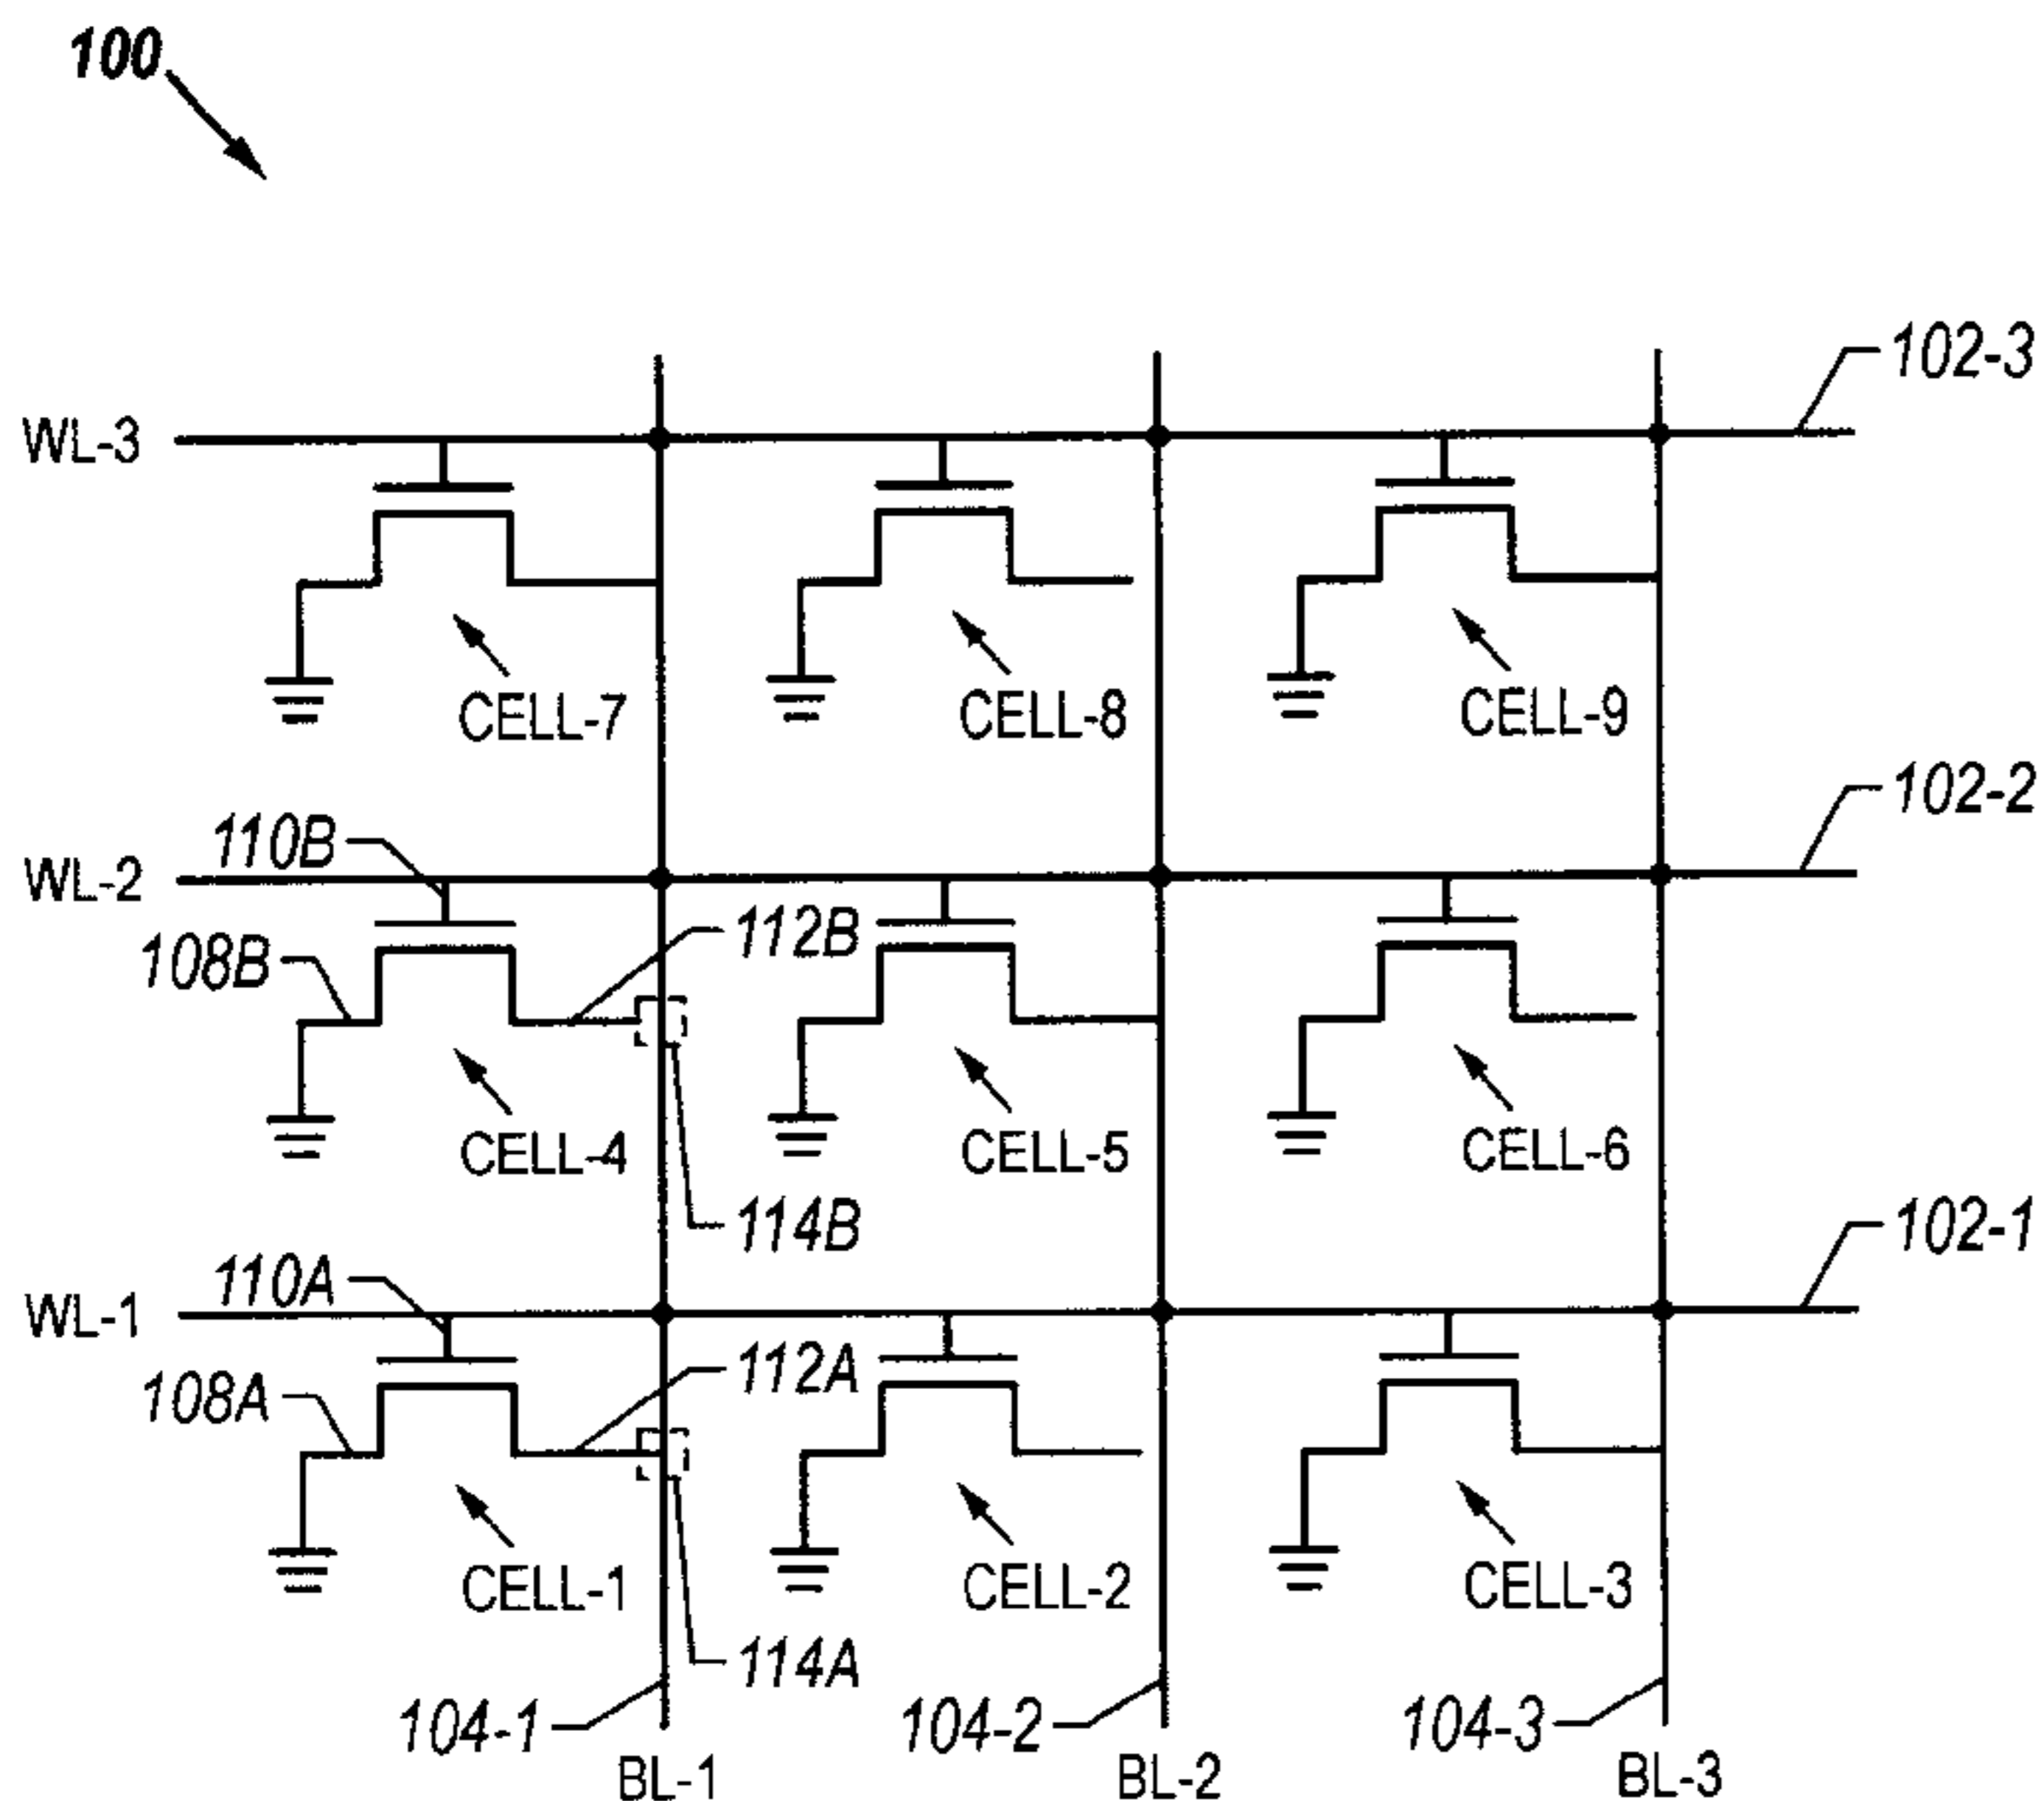 100
102-3
WL-3
CELL-7 CELL-8 CELL-9
102-2
110B
WL-2
112B
108B
CELL-4 CELL-5 CELL-6
114B
102-1
110A
WL-1
112A
108A
CELL-1 CELL-2 CELL-3
114A
104-1 104-2 104-3
BL-1 BL-2 BL-3